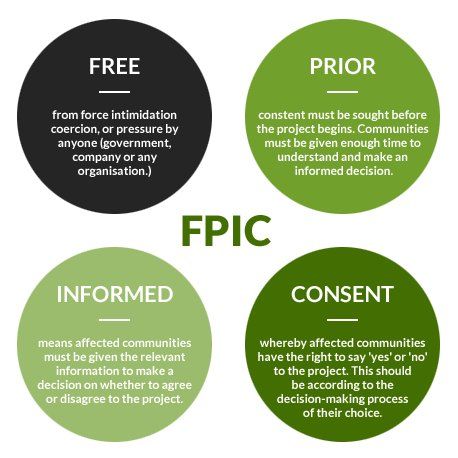 FREE
from force intimidation
coercion, or pressure by
anyone (government,
company or any
organisation.)
PRIOR
constent must be sought before
the project begins. Communities
must be given enough time to
understand and make an
informed decision.
FPIC
INFORMED
means affected communities
must be given the relevant
information to make a
decision on whether to agree
or disagree to the project.
CONSENT
whereby affected communities
have the right to say 'yes' or 'no'
to the project. This should
be according to the
decision-making process
of their choice.